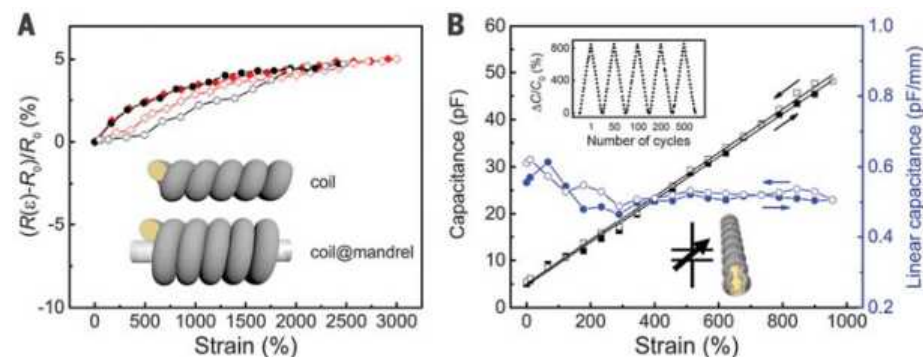 A
(R(ε)-R₀)/R₀ (%)
10
5
0
-5
-10
coil
coil@mandrel
0 500 1000 1500 2000 2500 3000
Strain (%)
B
Capacitance (pF)
60
50
40
30
20
10
0
ΔC/C₀ (%)
800
400
0
1 50 100 200 500
Number of cycles
0 200 400 600 800 1000
Strain (%)
1.0
0.8
0.6
0.4
0.2
Linear capacitance (pF/mm)